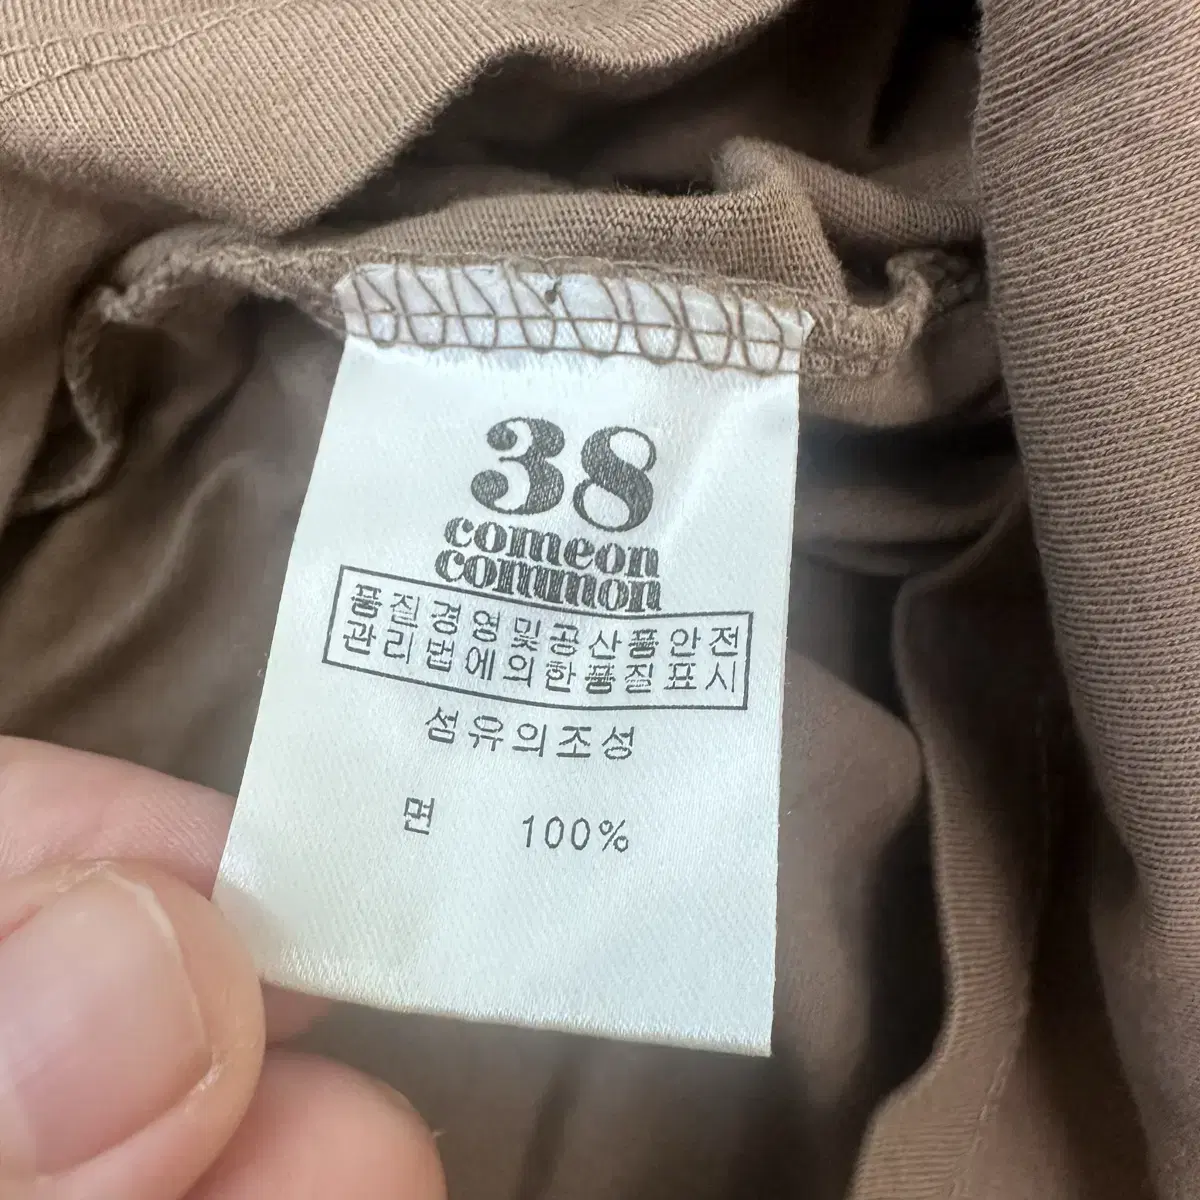 38
comeon
common
품질경영및공산품안전
관리법에의한품질표시
섬유의조성
면 100%